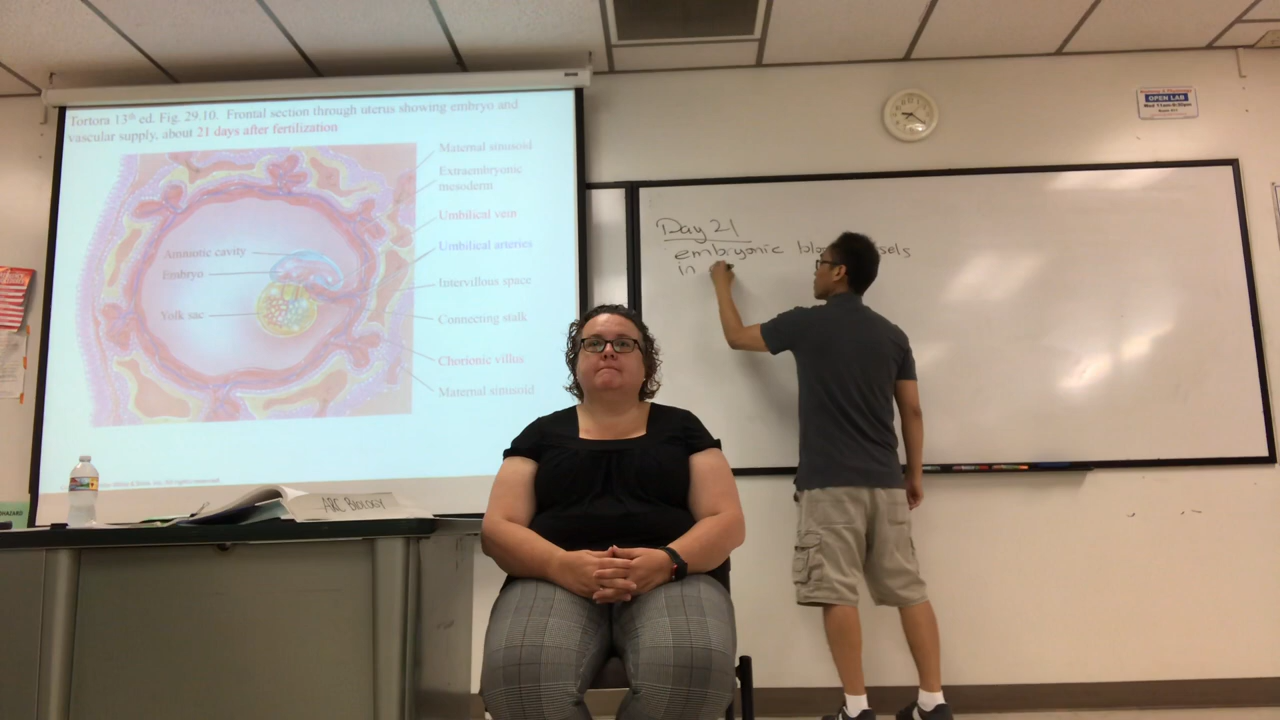 Tortora 13th ed. Fig. 29.10. Frontal section through uterus showing embryo and
vascular supply, about 21 days after fertilization
Maternal sinusoid
Extraembryonic
mesoderm
Umbilical vein
Amniotic cavity
Umbilical arteries
Embryo
Intervillous space
Yolk sac
Connecting stalk
Chorionic villus
Maternal sinusoid
ARC BIOLOGY
Day 21
embryonic
in
OPEN LAB